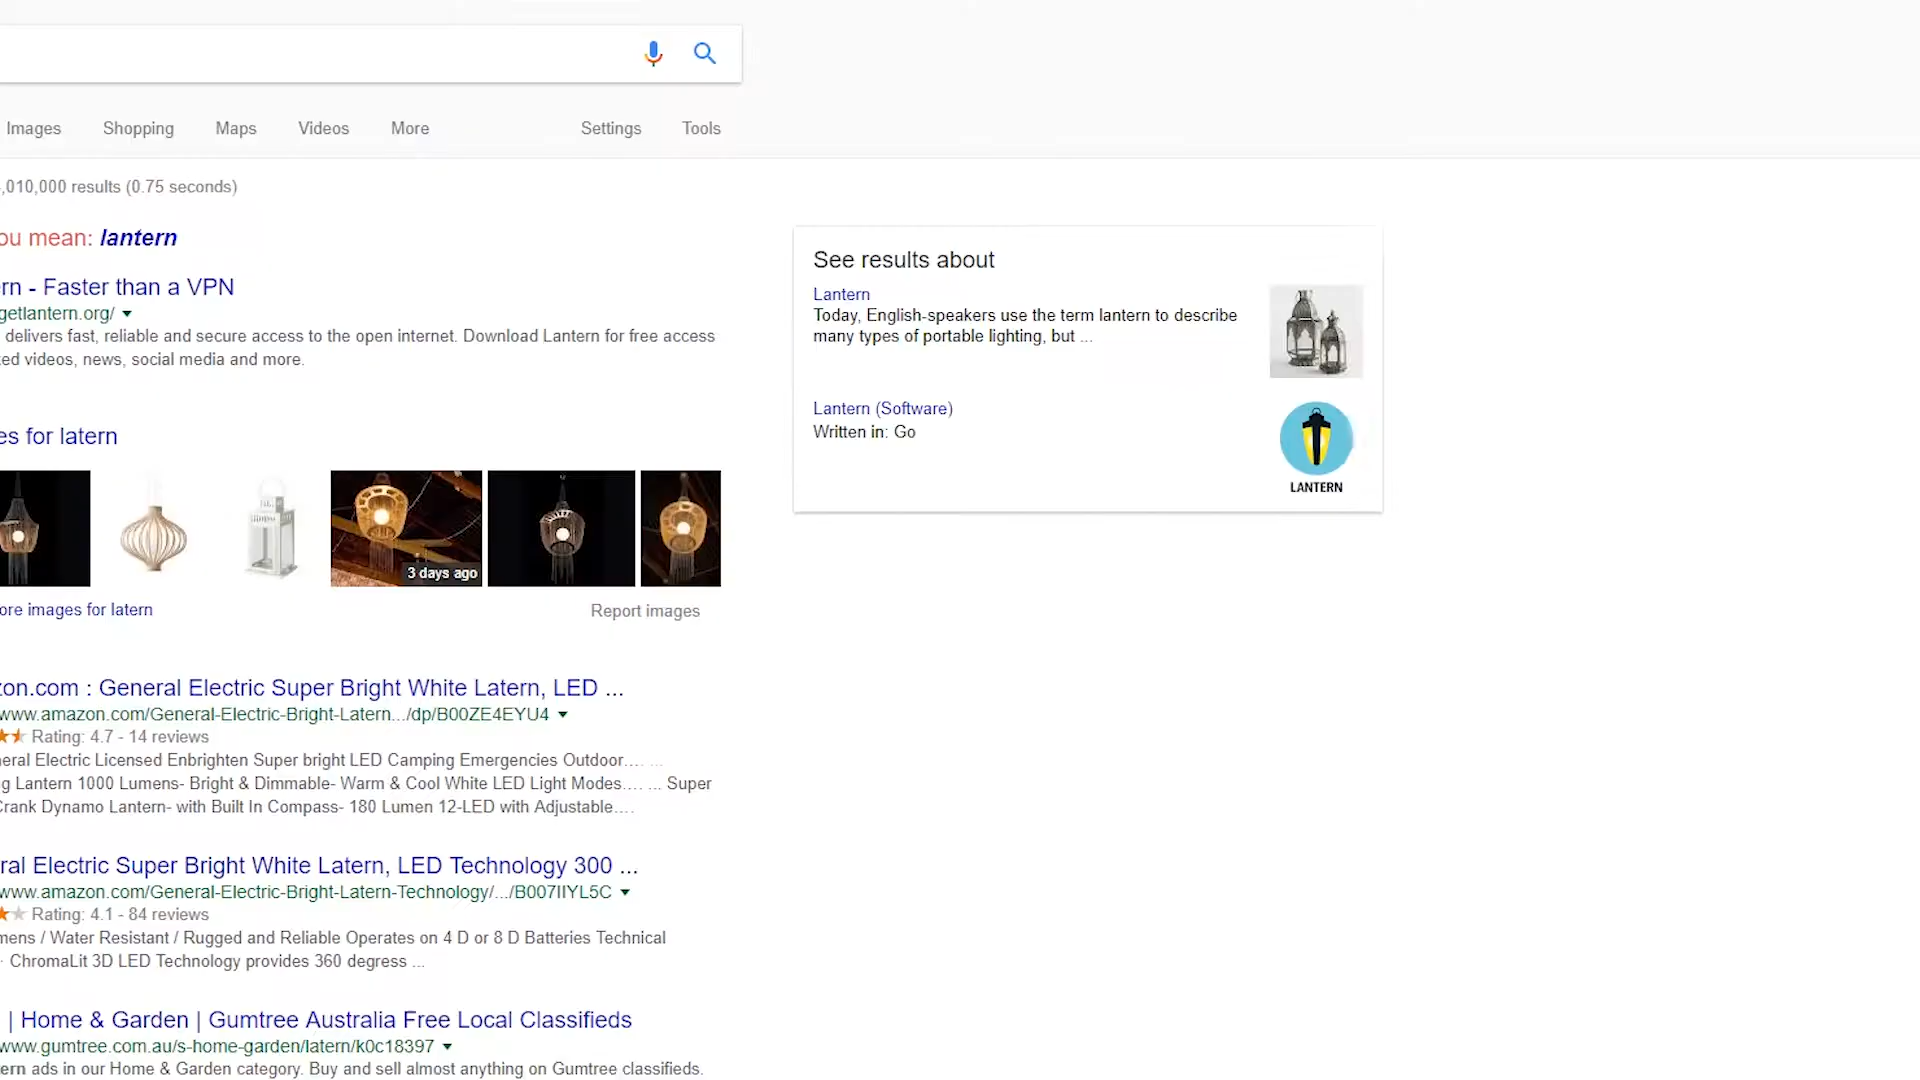 Images Shopping Maps Videos More Settings Tools
,010,000 results (0.75 seconds)
ou mean: lantern
rn - Faster than a VPN
getlantern.org/
delivers fast, reliable and secure access to the open internet. Download Lantern for free access
ed videos, news, social media and more.
es for latern
3 days ago
ore images for latern
Report images
zon.com : General Electric Super Bright White Latern, LED ...
www.amazon.com/General-Electric-Bright-Latern.../dp/B00ZE4EYU4
Rating: 4.7 - 14 reviews
eral Electric Licensed Enbrighten Super bright LED Camping Emergencies Outdoor.... ...
g Lantern 1000 Lumens- Bright & Dimmable- Warm & Cool White LED Light Modes.... ... Super
Crank Dynamo Lantern- with Built In Compass- 180 Lumen 12-LED with Adjustable....
ral Electric Super Bright White Latern, LED Technology 300 ...
www.amazon.com/General-Electric-Bright-Latern-Technology/.../B007IIYL5C
Rating: 4.1 - 84 reviews
mens / Water Resistant / Rugged and Reliable Operates on 4 D or 8 D Batteries Technical
· ChromaLit 3D LED Technology provides 360 degress ...
| Home & Garden | Gumtree Australia Free Local Classifieds
www.gumtree.com.au/s-home-garden/latern/k0c18397
ern ads in our Home & Garden category. Buy and sell almost anything on Gumtree classifieds.
See results about
Lantern
Today, English-speakers use the term lantern to describe
many types of portable lighting, but ...
Lantern (Software)
Written in: Go
LANTERN